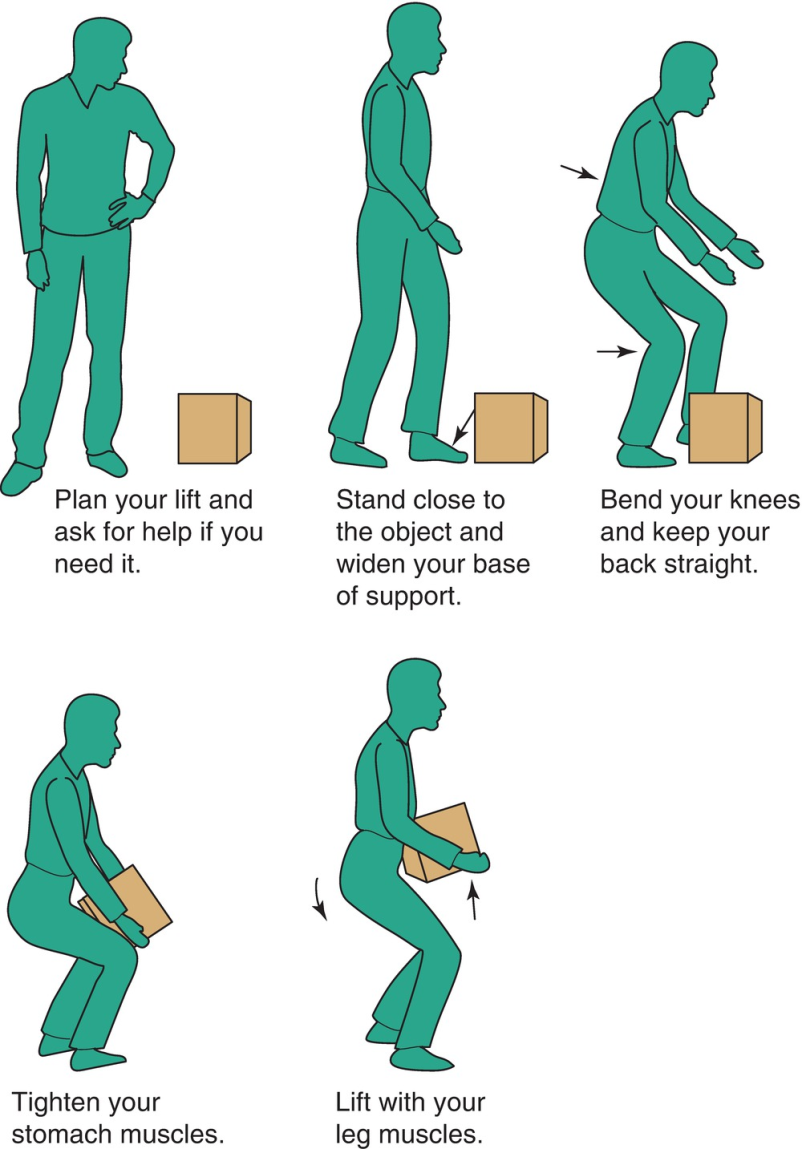 Plan your lift and
ask for help if you
need it.
Stand close to
the object and
widen your base
of support.
Bend your knees
and keep your
back straight.
Tighten your
stomach muscles.
Lift with your
leg muscles.